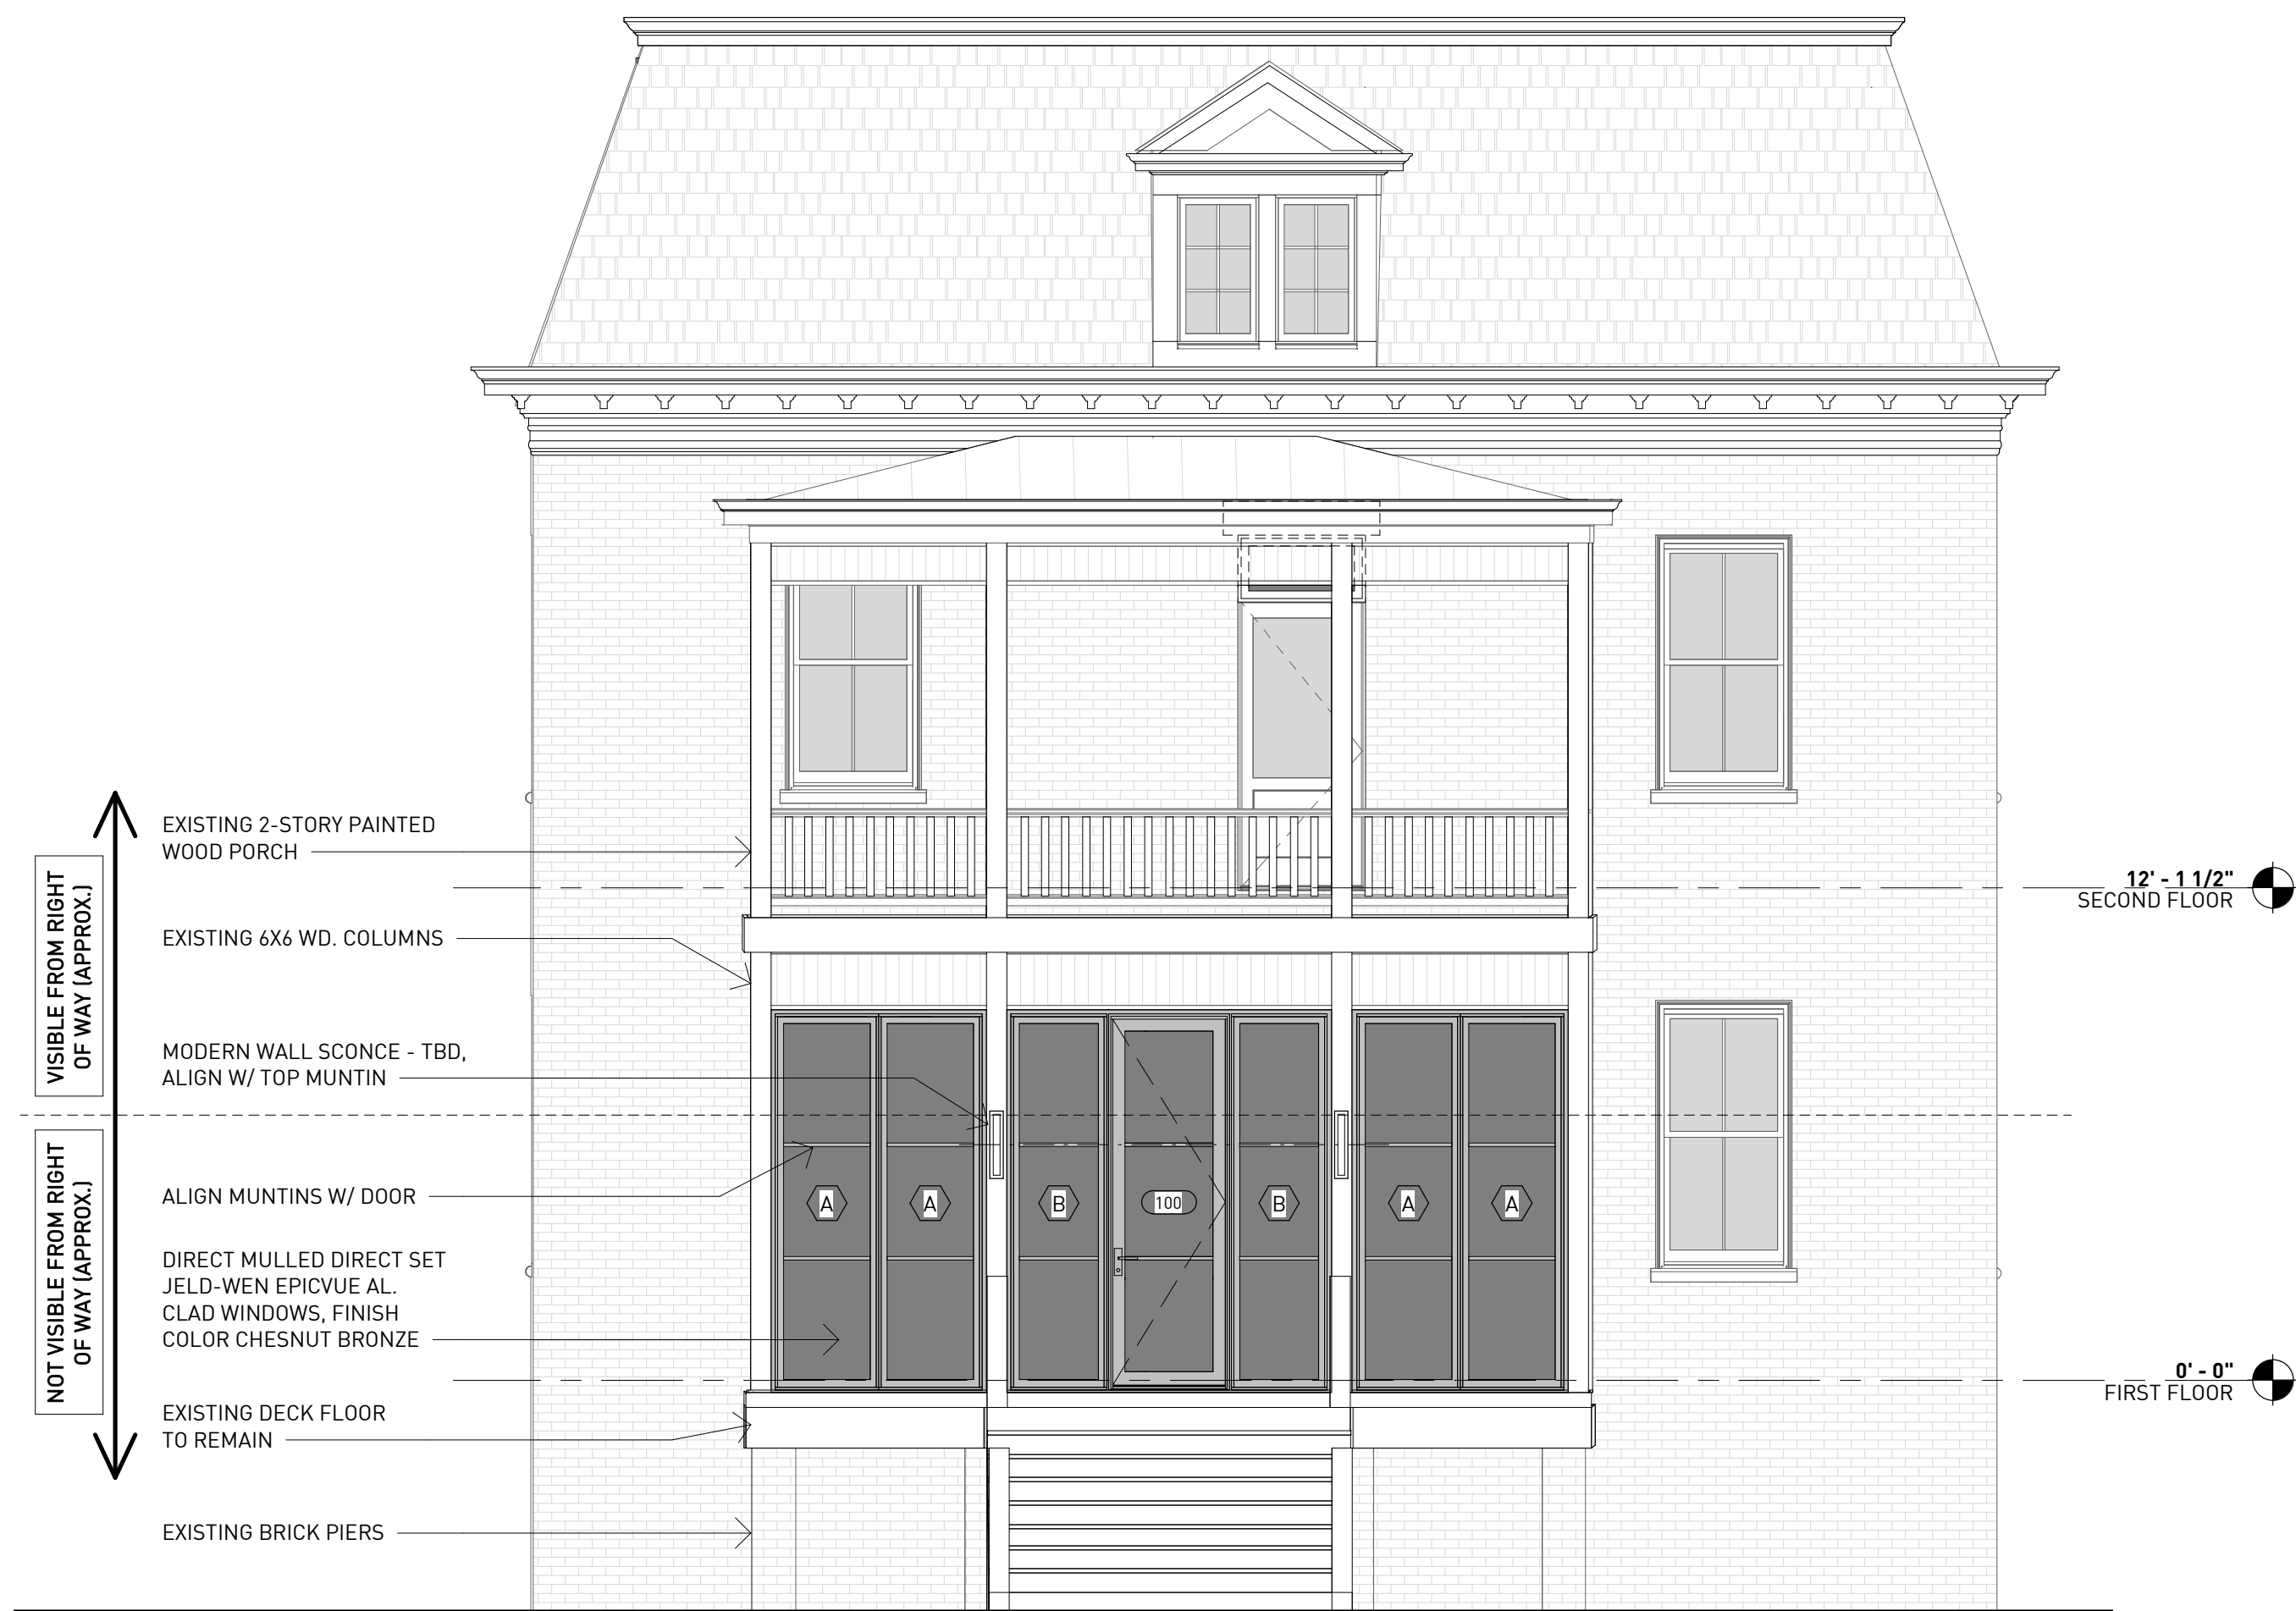 EXISTING 2-STORY PAINTED
WOOD PORCH
EXISTING 6X6 WD. COLUMNS
MODERN WALL SCONCE - TBD,
ALIGN W/ TOP MUNTIN
ALIGN MUNTINS W/ DOOR
DIRECT MULLED DIRECT SET
JELD-WEN EPICVUE AL.
CLAD WINDOWS, FINISH
COLOR CHESNUT BRONZE
EXISTING DECK FLOOR
TO REMAIN
EXISTING BRICK PIERS
VISIBLE FROM RIGHT
OF WAY (APPROX.)
NOT VISIBLE FROM RIGHT
OF WAY (APPROX.)
A
A
B
100
B
A
A
12' - 1 1/2"
SECOND FLOOR
0' - 0"
FIRST FLOOR